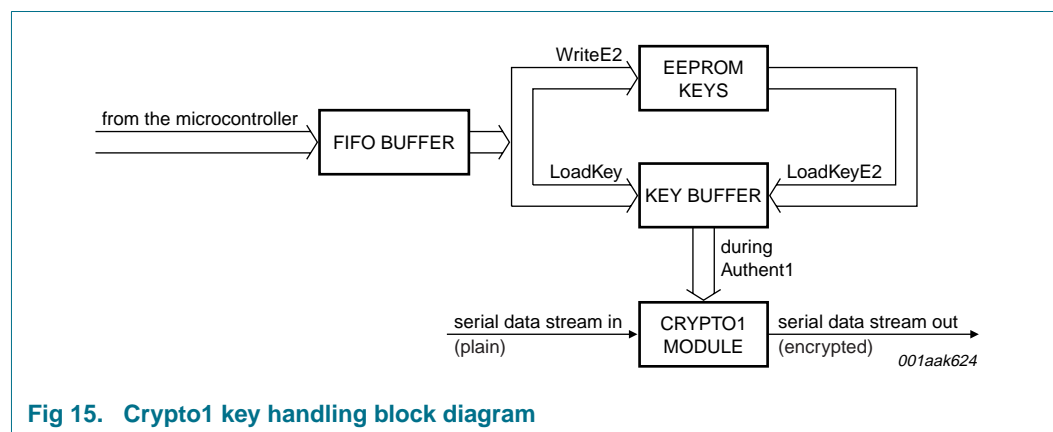 WriteE2
EEPROM
KEYS
from the microcontroller
FIFO BUFFER
LoadKey
LoadKeyE2
KEY BUFFER
during
Authent1
serial data stream in
(plain)
CRYPTO1
MODULE
serial data stream out
(encrypted)
001aak624
Fig 15. Crypto1 key handling block diagram